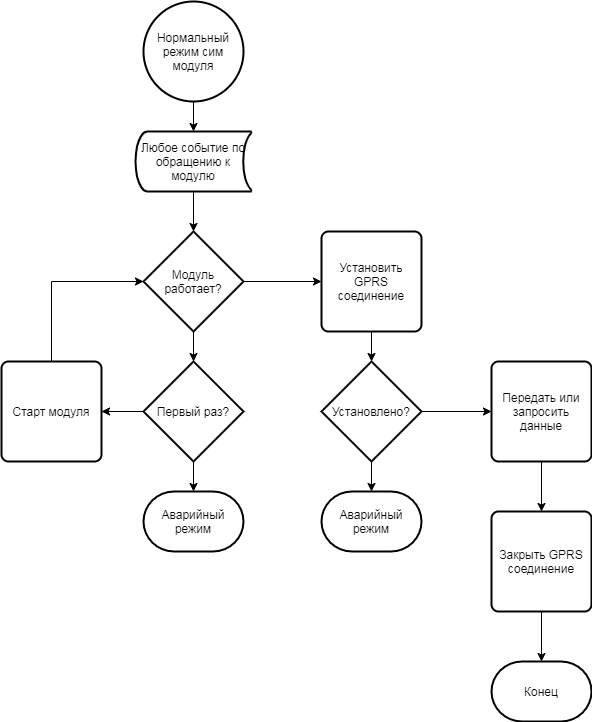 Нормальный
режим сим
модуля
Любое событие по
обращению к
модулю
Модуль
работает?
Установить
GPRS
соединение
Старт модуля
Первый раз?
Установлено?
Передать или
запросить
данные
Аварийный
режим
Аварийный
режим
Закрыть GPRS
соединение
Конец